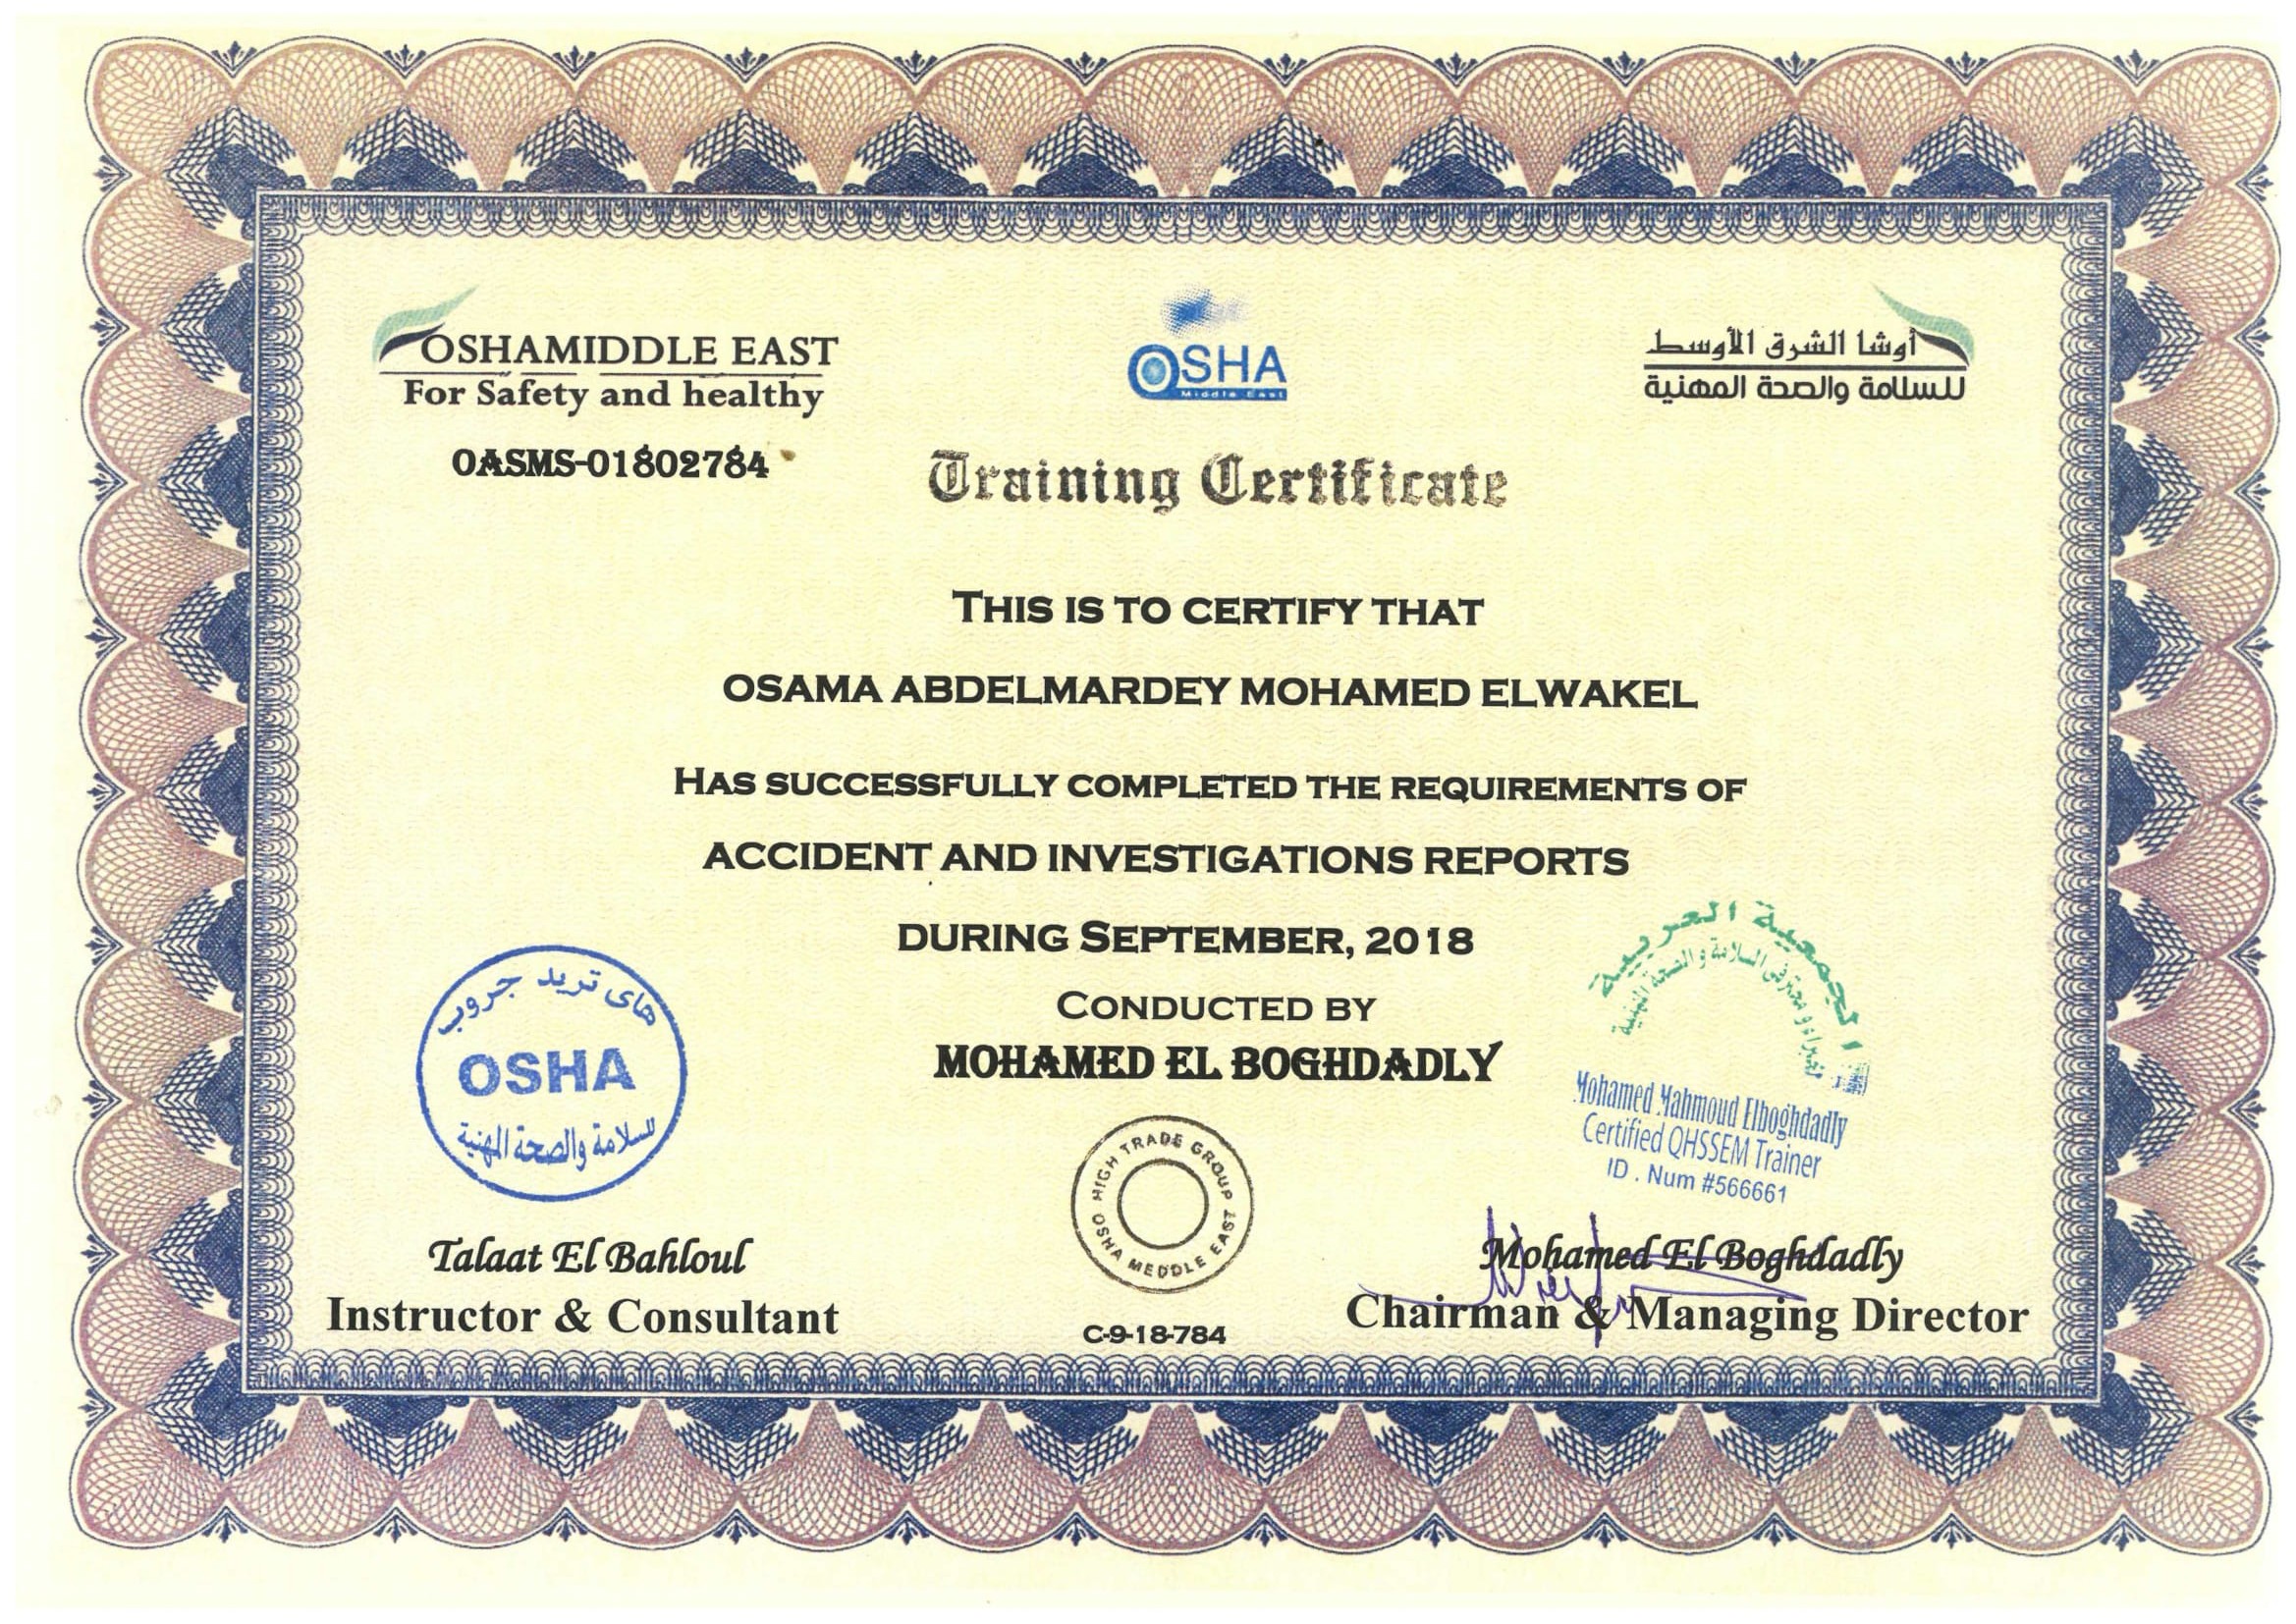 OSHAMIDDLE EAST
For Safety and healthy
OASMS-01802784
OSHA
Middle East
أوشا الشرق الأوسط
للسلامة والصحة المهنية
Training Certificate
THIS IS TO CERTIFY THAT
OSAMA ABDELMARDEY MOHAMED ELWAKEL
HAS SUCCESSFULLY COMPLETED THE REQUIREMENTS OF
ACCIDENT AND INVESTIGATIONS REPORTS
DURING SEPTEMBER, 2018
CONDUCTED BY
MOHAMED EL BOGHDADLY
هاى تريد جروب
OSHA
للسلامة والصحة المهنية
HIGH TRADE GROUP
OSHA MEDDLE EAST
C-9-18-784
الجمعية العربية
لخبراء و محترفى السلامة و الصحة المهنية
Mohamed Mahmoud Elboghdadly
Certified QHSSEM Trainer
ID . Num #566661
Talaat El Bahloul
Instructor & Consultant
Mohamed El Boghdadly
Chairman & Managing Director